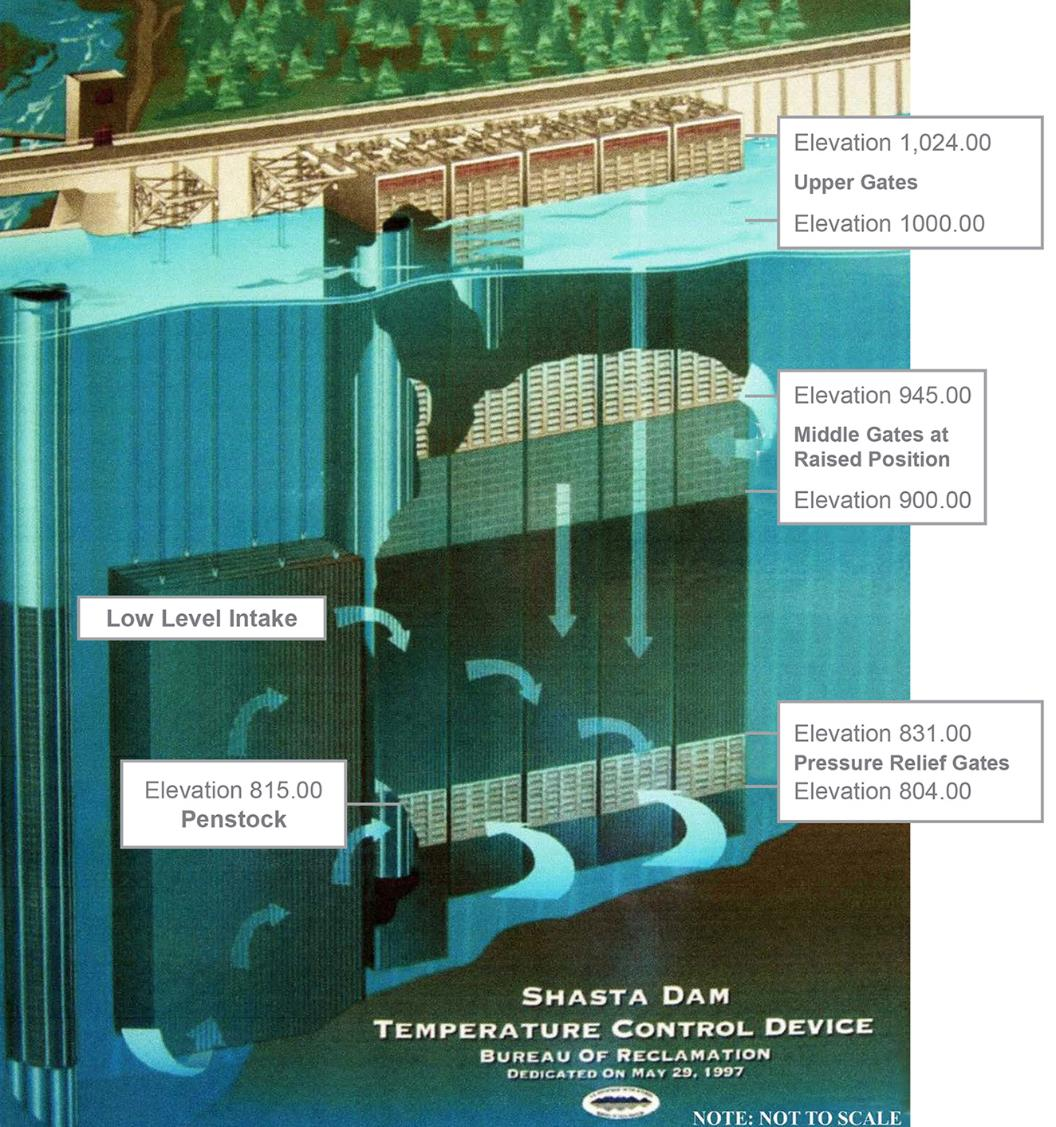 Elevation 1,024.00
Upper Gates
Elevation 1000.00
Elevation 945.00
Middle Gates at
Raised Position
Elevation 900.00
Low Level Intake
Elevation 831.00
Pressure Relief Gates
Elevation 804.00
Elevation 815.00
Penstock
SHASTA DAM
TEMPERATURE CONTROL DEVICE
BUREAU OF RECLAMATION
DEDICATED ON MAY 29, 1997
NOTE: NOT TO SCALE